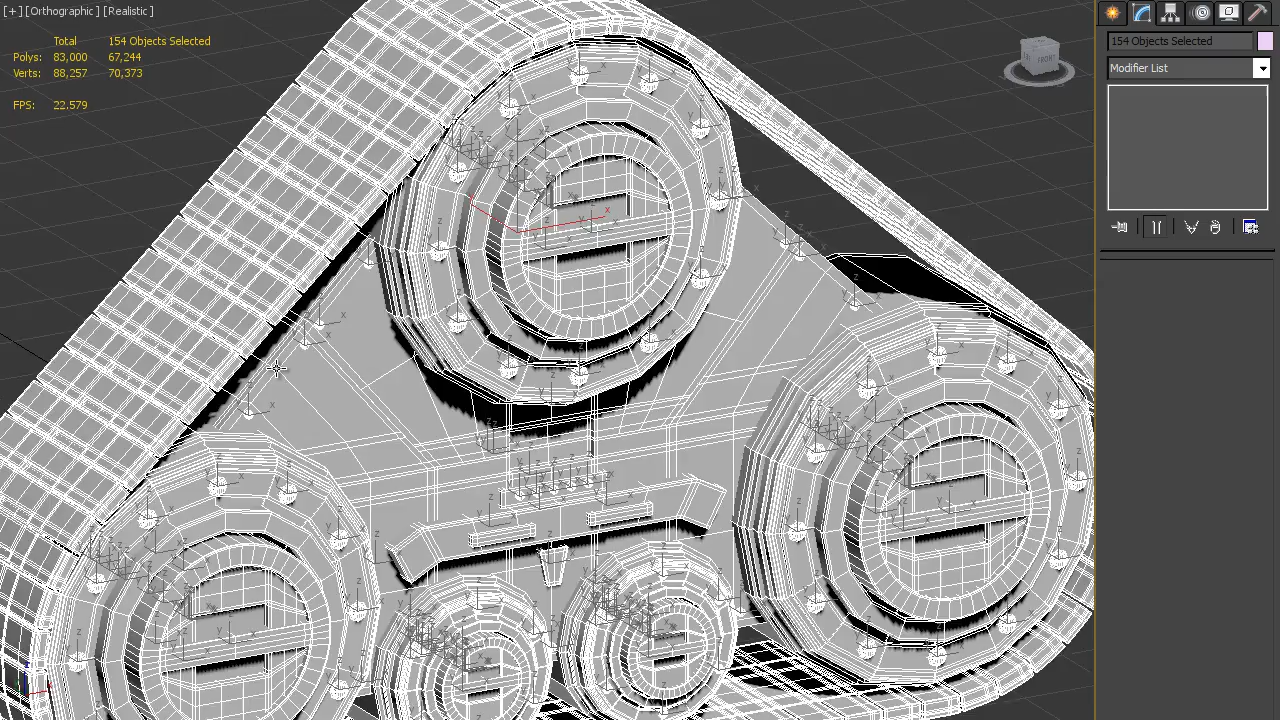 [+] [Orthographic] [Realistic]
Total 154 Objects Selected
Polys: 83,000 67,244
Verts: 88,257 70,373
FPS: 22.579
154 Objects Selected
Modifier List
FRONT